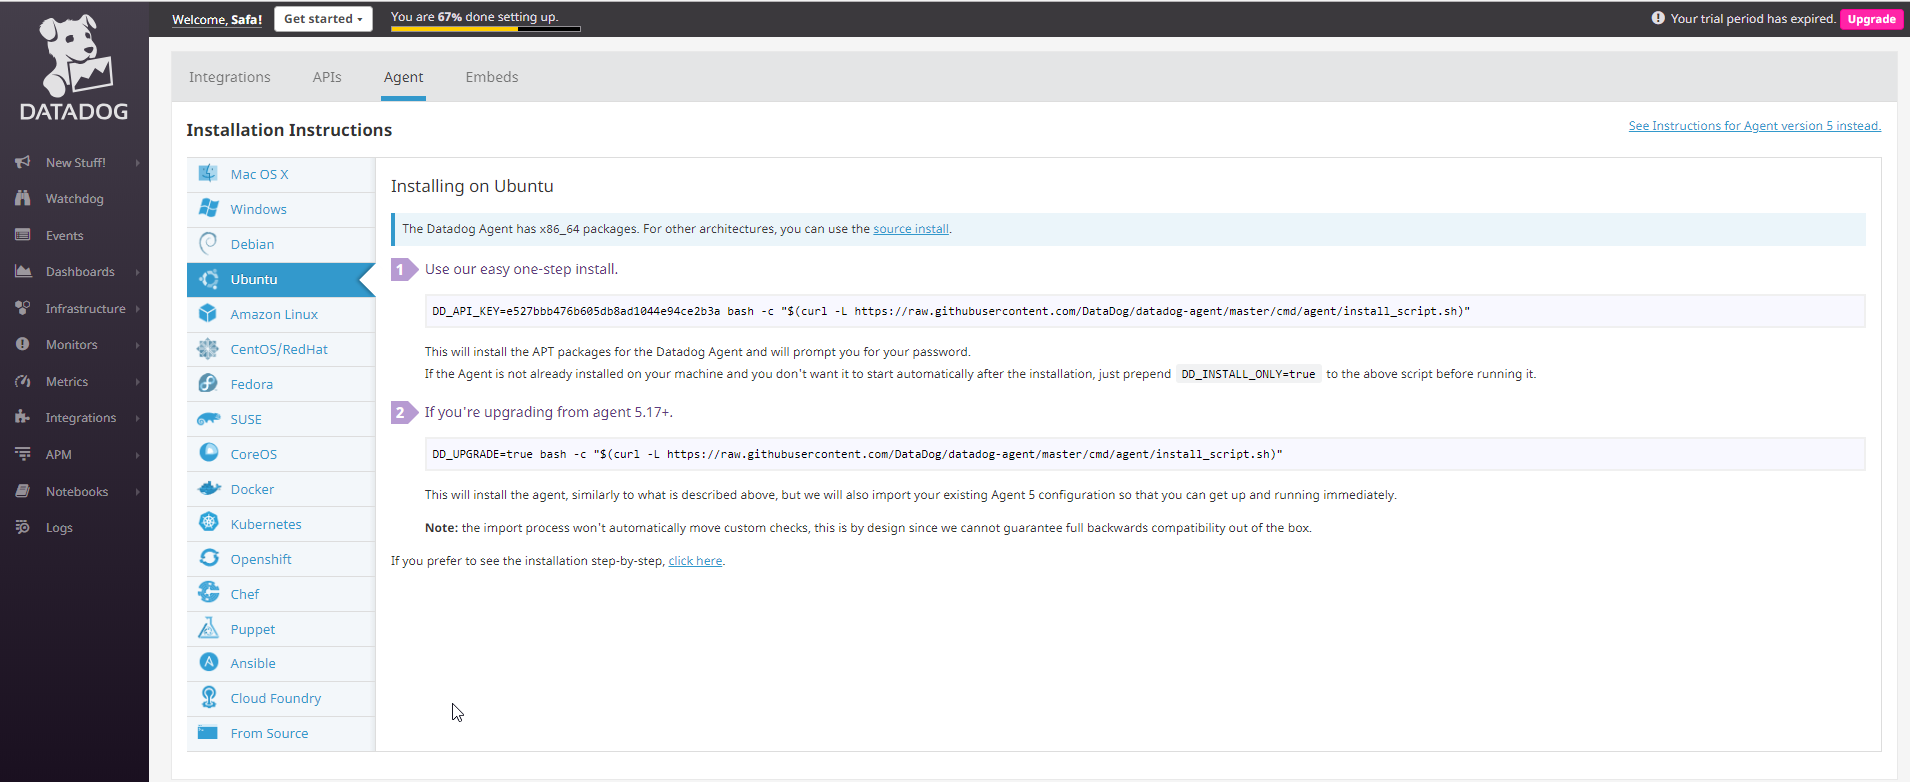 Welcome, Safa!
Get started
You are 67% done setting up.
Your trial period has expired.
Upgrade
DATADOG
New Stuff!
Watchdog
Events
Dashboards
Infrastructure
Monitors
Metrics
Integrations
APM
Notebooks
Logs
Integrations APIs Agent Embeds
Installation Instructions
See Instructions for Agent version 5 instead.
Mac OS X
Windows
Debian
Ubuntu
Amazon Linux
CentOS/RedHat
Fedora
SUSE
CoreOS
Docker
Kubernetes
Openshift
Chef
Puppet
Ansible
Cloud Foundry
From Source
Installing on Ubuntu
The Datadog Agent has x86_64 packages. For other architectures, you can use the source install.
1 Use our easy one-step install.
DD_API_KEY=e527bbb476b605db8ad1044e94ce2b3a bash -c "$(curl -L https://raw.githubusercontent.com/DataDog/datadog-agent/master/cmd/agent/install_script.sh)"
This will install the APT packages for the Datadog Agent and will prompt you for your password.
If the Agent is not already installed on your machine and you don't want it to start automatically after the installation, just prepend DD_INSTALL_ONLY=true to the above script before running it.
2 If you're upgrading from agent 5.17+.
DD_UPGRADE=true bash -c "$(curl -L https://raw.githubusercontent.com/DataDog/datadog-agent/master/cmd/agent/install_script.sh)"
This will install the agent, similarly to what is described above, but we will also import your existing Agent 5 configuration so that you can get up and running immediately.
Note: the import process won't automatically move custom checks, this is by design since we cannot guarantee full backwards compatibility out of the box.
If you prefer to see the installation step-by-step, click here.